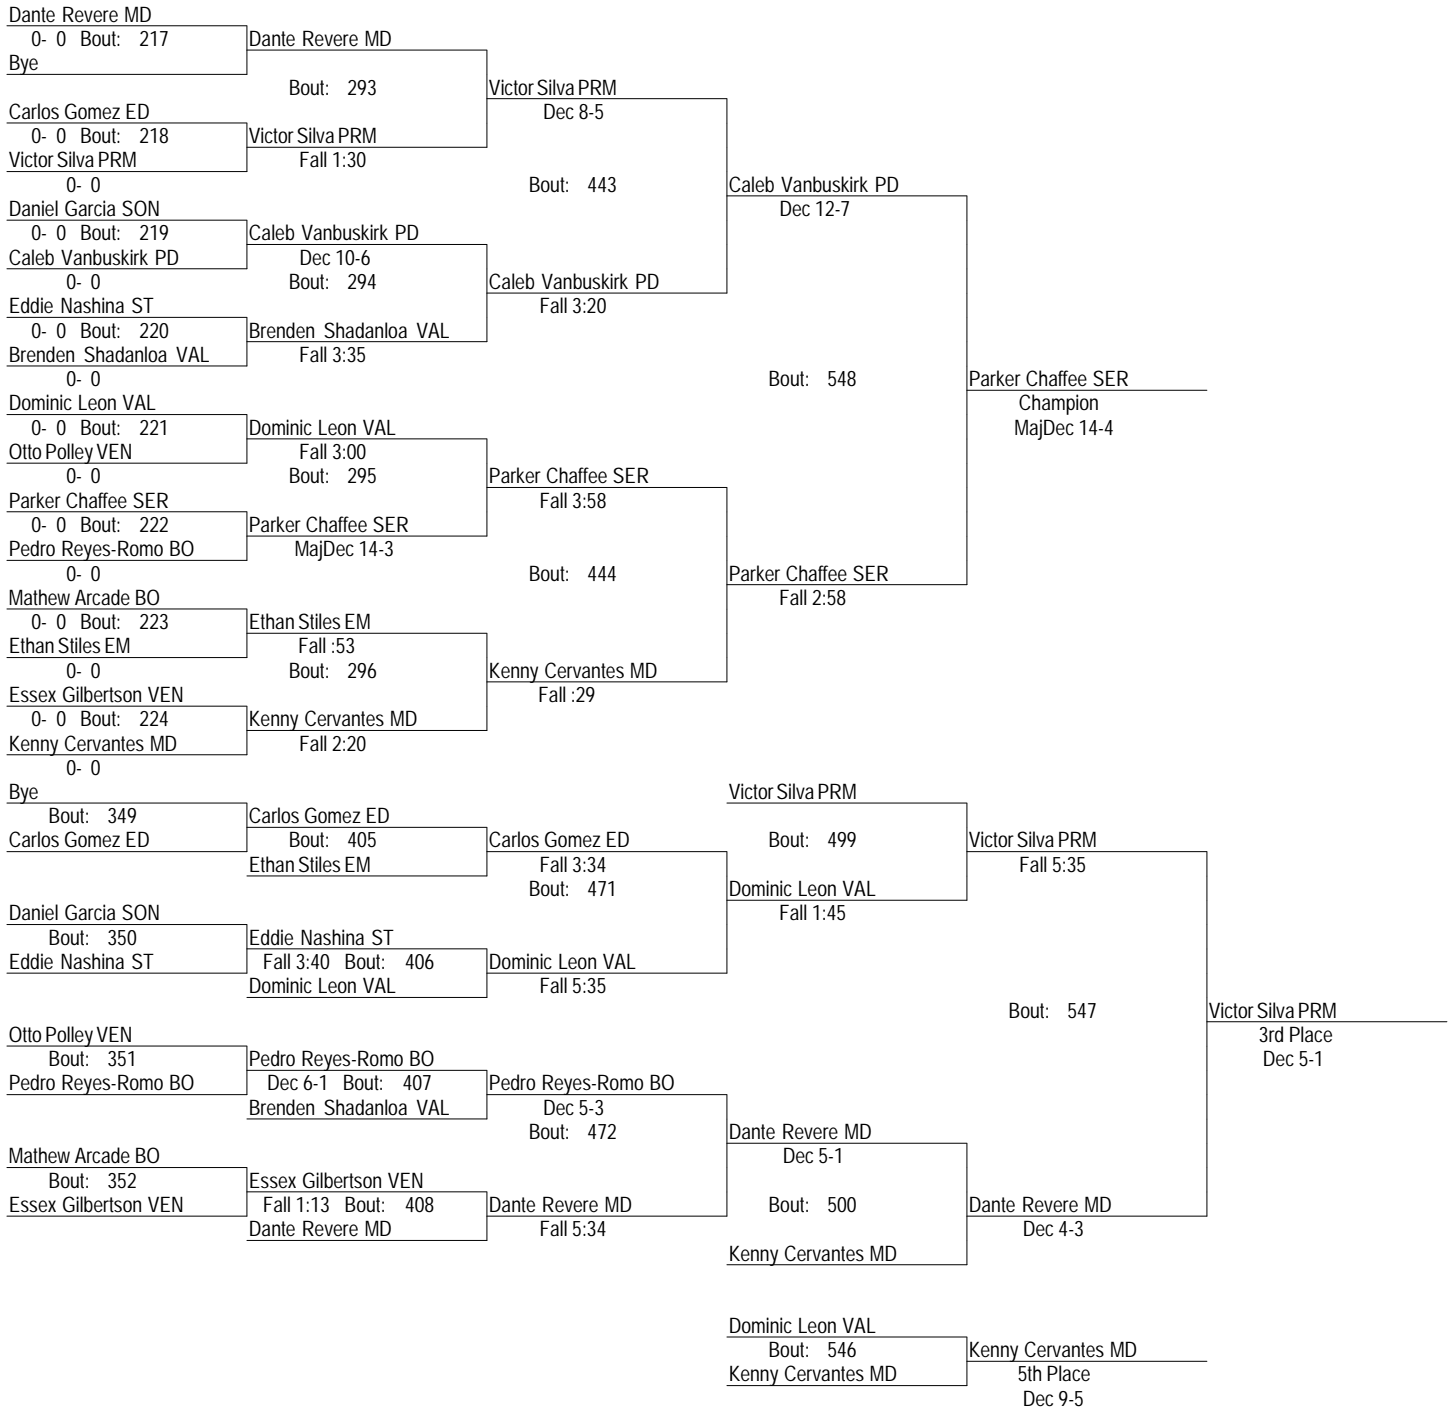 Dante Revere MD
0- 0 Bout: 217 Dante Revere MD
Bye
Bout: 293 Victor Silva PRM
Carlos Gomez ED Dec 8-5
0- 0 Bout: 218 Victor Silva PRM
Victor Silva PRM Fall 1:30
0- 0 Bout: 443 Caleb Vanbuskirk PD
Daniel Garcia SON Dec 12-7
0- 0 Bout: 219 Caleb Vanbuskirk PD
Caleb Vanbuskirk PD Dec 10-6
0- 0 Bout: 294 Caleb Vanbuskirk PD
Eddie Nashina ST Fall 3:20
0- 0 Bout: 220 Brenden Shadanloa VAL
Brenden Shadanloa VAL Fall 3:35
0- 0 Bout: 548 Parker Chaffee SER
Dominic Leon VAL Champion
0- 0 Bout: 221 Dominic Leon VAL MajDec 14-4
Otto Polley VEN Fall 3:00
0- 0 Bout: 295 Parker Chaffee SER
Parker Chaffee SER Fall 3:58
0- 0 Bout: 222 Parker Chaffee SER
Pedro Reyes-Romo BO MajDec 14-3
0- 0 Bout: 444 Parker Chaffee SER
Mathew Arcade BO Fall 2:58
0- 0 Bout: 223 Ethan Stiles EM
Ethan Stiles EM Fall :53
0- 0 Bout: 296 Kenny Cervantes MD
Essex Gilbertson VEN Fall :29
0- 0 Bout: 224 Kenny Cervantes MD
Kenny Cervantes MD Fall 2:20
0- 0
Bye Victor Silva PRM
Bout: 349 Carlos Gomez ED
Carlos Gomez ED Bout: 405 Carlos Gomez ED Bout: 499 Victor Silva PRM
Ethan Stiles EM Fall 3:34 Fall 5:35
Bout: 471 Dominic Leon VAL
Daniel Garcia SON Fall 1:45
Bout: 350 Eddie Nashina ST
Eddie Nashina ST Fall 3:40 Bout: 406 Dominic Leon VAL
Dominic Leon VAL Fall 5:35
Bout: 547 Victor Silva PRM
Otto Polley VEN 3rd Place
Bout: 351 Pedro Reyes-Romo BO Dec 5-1
Pedro Reyes-Romo BO Dec 6-1 Bout: 407 Pedro Reyes-Romo BO
Brenden Shadanloa VAL Dec 5-3
Bout: 472 Dante Revere MD
Mathew Arcade BO Dec 5-1
Bout: 352 Essex Gilbertson VEN
Essex Gilbertson VEN Fall 1:13 Bout: 408 Dante Revere MD Bout: 500 Dante Revere MD
Dante Revere MD Fall 5:34 Dec 4-3
Kenny Cervantes MD
Dominic Leon VAL
Bout: 546 Kenny Cervantes MD
Kenny Cervantes MD 5th Place
Dec 9-5